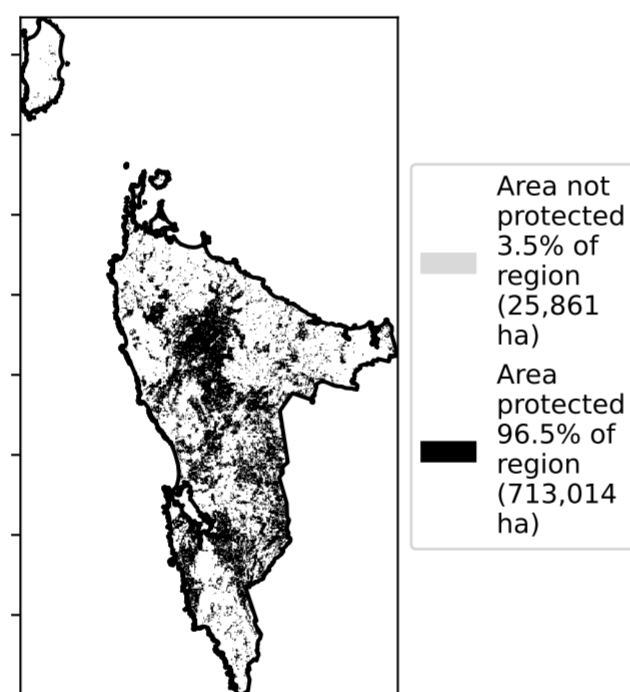 Area not
protected
3.5% of
region
(25,861
ha)
Area
protected
96.5% of
region
(713,014
ha)